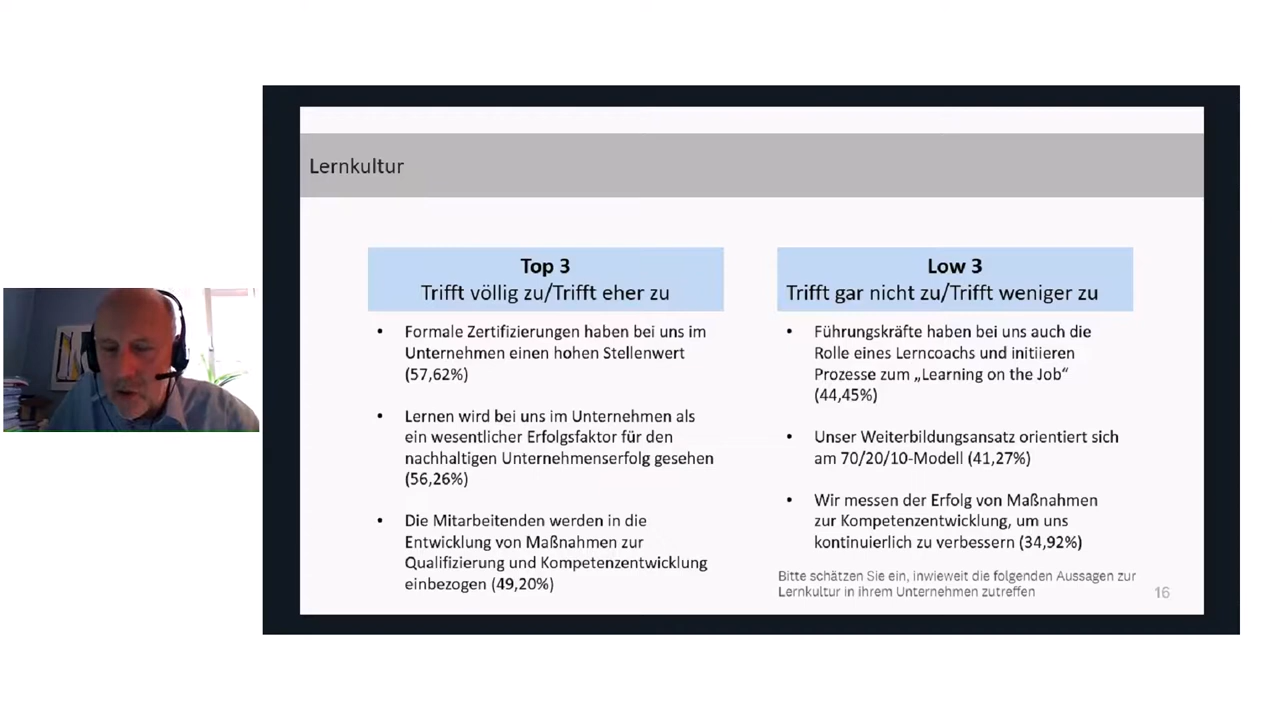 Lernkultur
Top 3
Trifft völlig zu/Trifft eher zu
• Formale Zertifizierungen haben bei uns im
Unternehmen einen hohen Stellenwert
(57,62%)
• Lernen wird bei uns im Unternehmen als
ein wesentlicher Erfolgsfaktor für den
nachhaltigen Unternehmenserfolg gesehen
(56,26%)
• Die Mitarbeitenden werden in die
Entwicklung von Maßnahmen zur
Qualifizierung und Kompetenzentwicklung
einbezogen (49,20%)
Low 3
Trifft gar nicht zu/Trifft weniger zu
• Führungskräfte haben bei uns auch die
Rolle eines Lerncoachs und initiieren
Prozesse zum „Learning on the Job“
(44,45%)
• Unser Weiterbildungsansatz orientiert sich
am 70/20/10-Modell (41,27%)
• Wir messen der Erfolg von Maßnahmen
zur Kompetenzentwicklung, um uns
kontinuierlich zu verbessern (34,92%)
Bitte schätzen Sie ein, inwieweit die folgenden Aussagen zur
Lernkultur in ihrem Unternehmen zutreffen
16